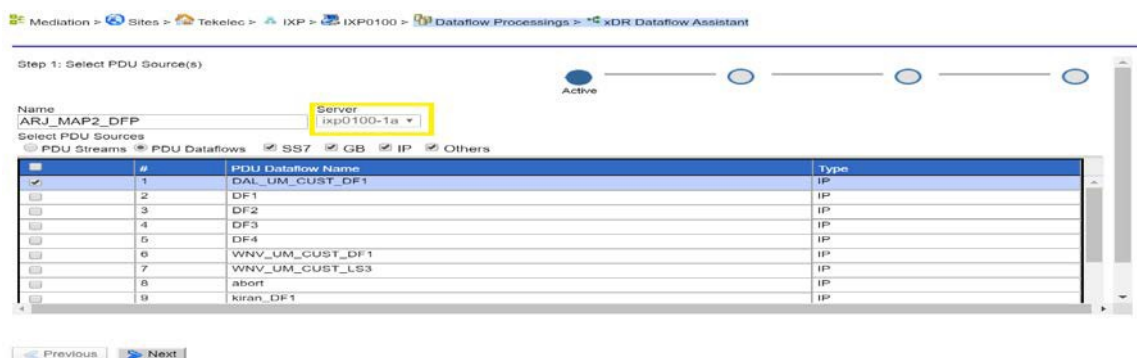 Mediation > Sites > Tekelec > IXP > IXP0100 > Dataflow Processings > xDR Dataflow Assistant
Step 1: Select PDU Source(s)
Active
Name Server
ARJ_MAP2_DFP ixp0100-1a
Select PDU Sources
PDU Streams PDU Dataflows SS7 GB IP Others
# PDU Dataflow Name Type
1 DAL_UM_CUST_DF1 IP
2 DF1 IP
3 DF2 IP
4 DF3 IP
5 DF4 IP
6 WNV_UM_CUST_DF1 IP
7 WNV_UM_CUST_LS3 IP
8 abort IP
9 kiran_DF1 IP
Previous Next